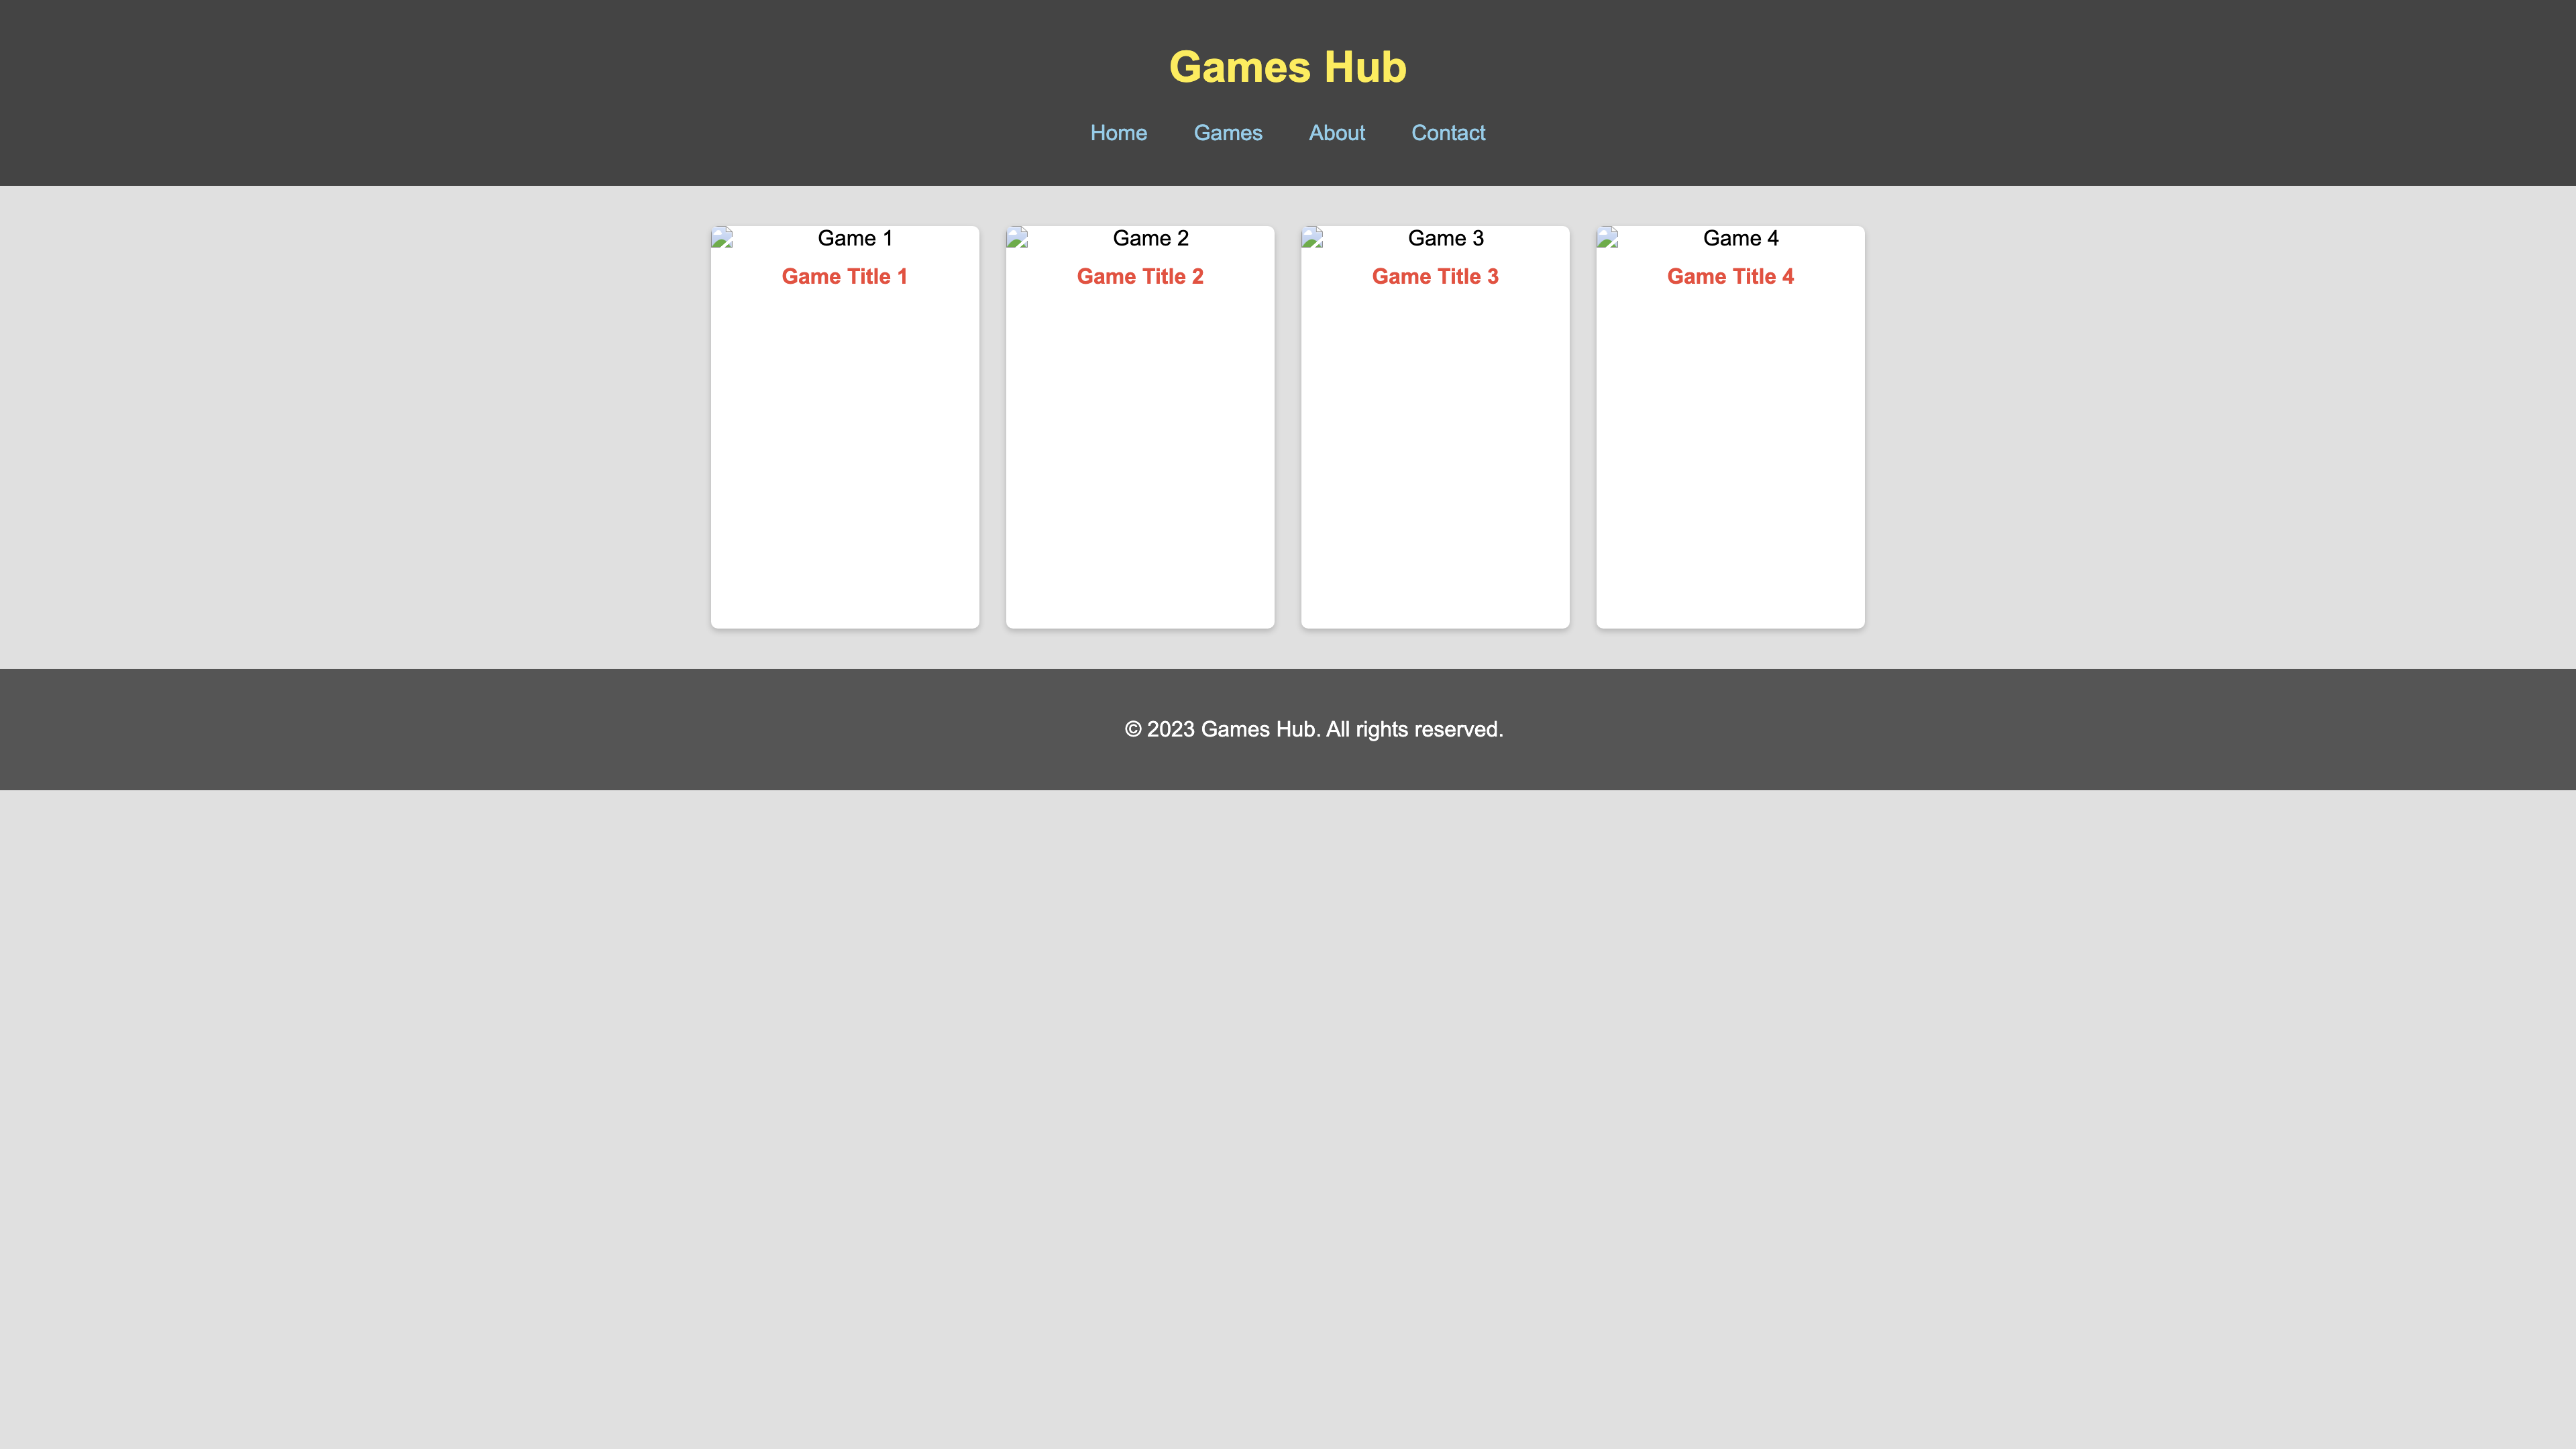 Games Hub
Home Games About Contact
Game 1 Game 2 Game 3 Game 4
Game Title 1 Game Title 2 Game Title 3 Game Title 4
© 2023 Games Hub. All rights reserved.